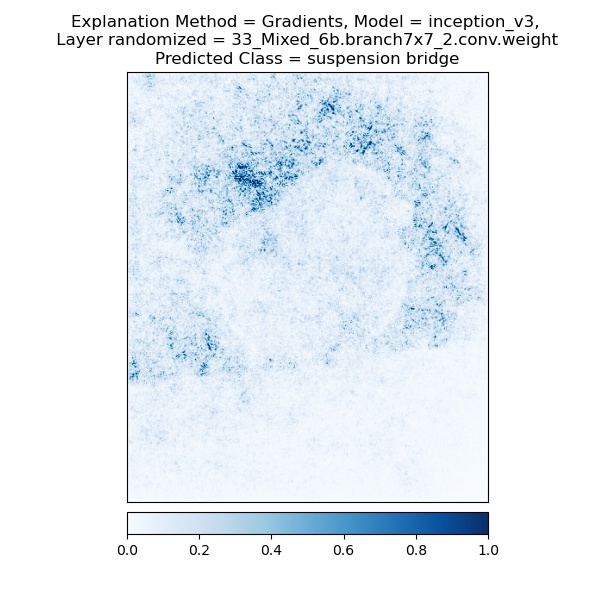 Explanation Method = Gradients, Model = inception_v3,
Layer randomized = 33_Mixed_6b.branch7x7_2.conv.weight
Predicted Class = suspension bridge
0.0 0.2 0.4 0.6 0.8 1.0